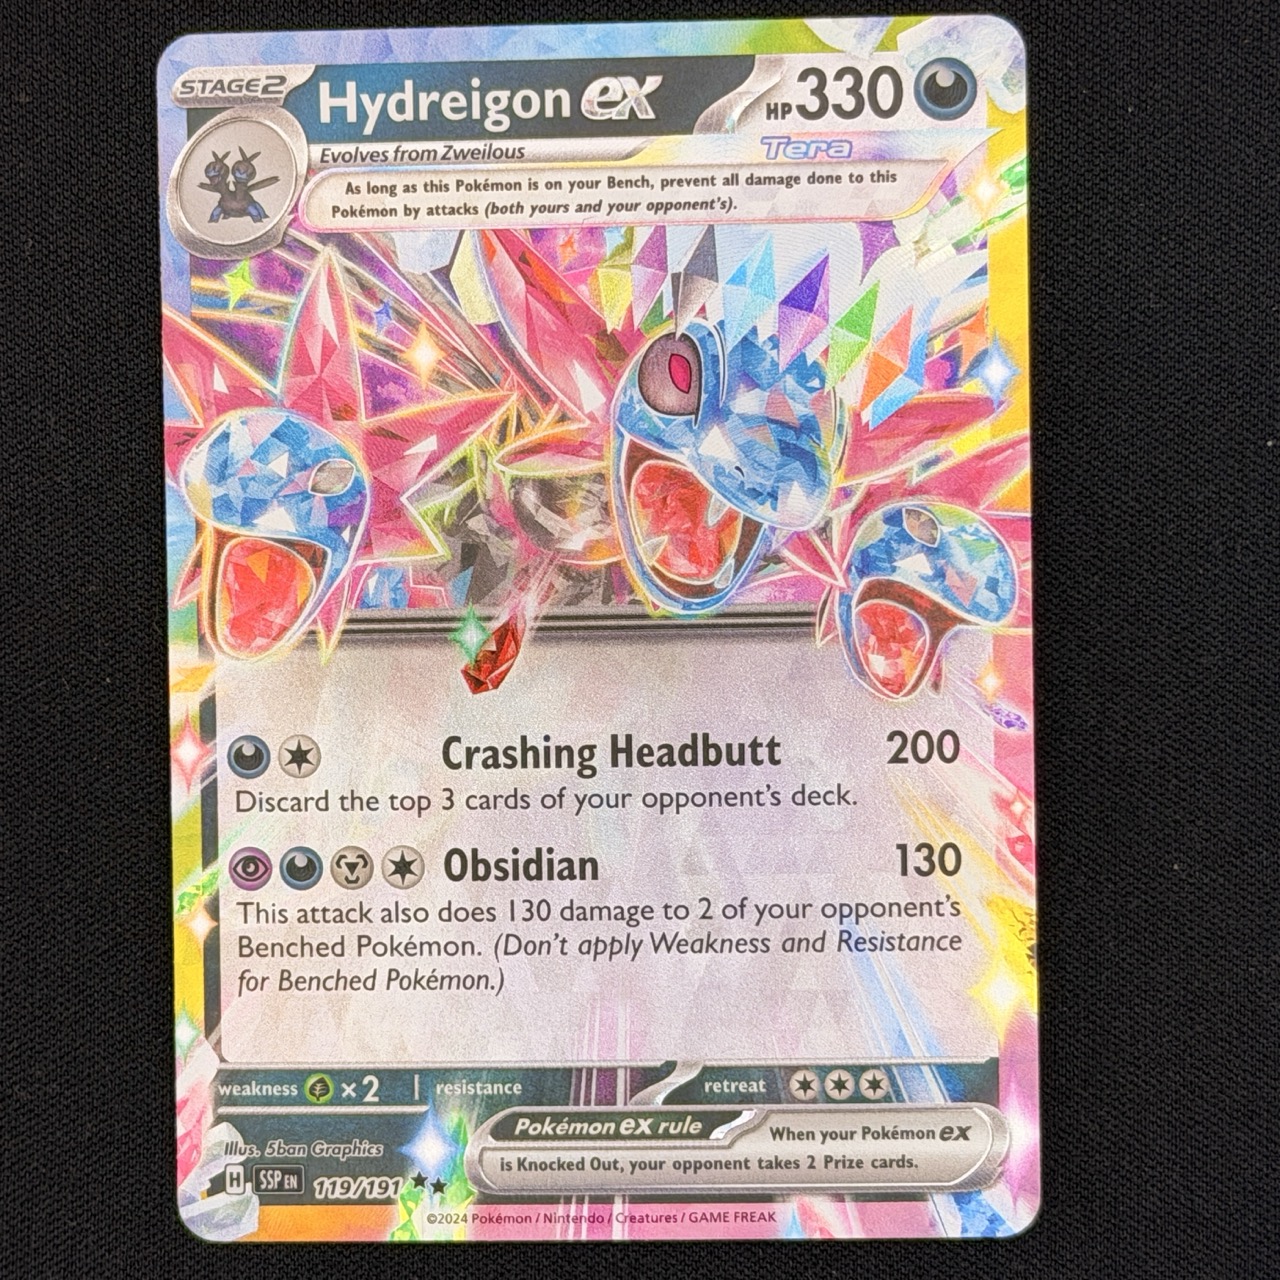 STAGE2
Hydreigon ex
HP330
Evolves from Zweilous
Tera
As long as this Pokémon is on your Bench, prevent all damage done to this
Pokémon by attacks (both yours and your opponent's).
Crashing Headbutt 200
Discard the top 3 cards of your opponent's deck.
Obsidian 130
This attack also does 130 damage to 2 of your opponent's
Benched Pokémon. (Don't apply Weakness and Resistance
for Benched Pokémon.)
weakness ×2 resistance retreat
Illus. 5ban Graphics
Pokémon ex rule When your Pokémon ex
is Knocked Out, your opponent takes 2 Prize cards.
H SSP EN 119/191 ★★
©2024 Pokémon / Nintendo / Creatures / GAME FREAK